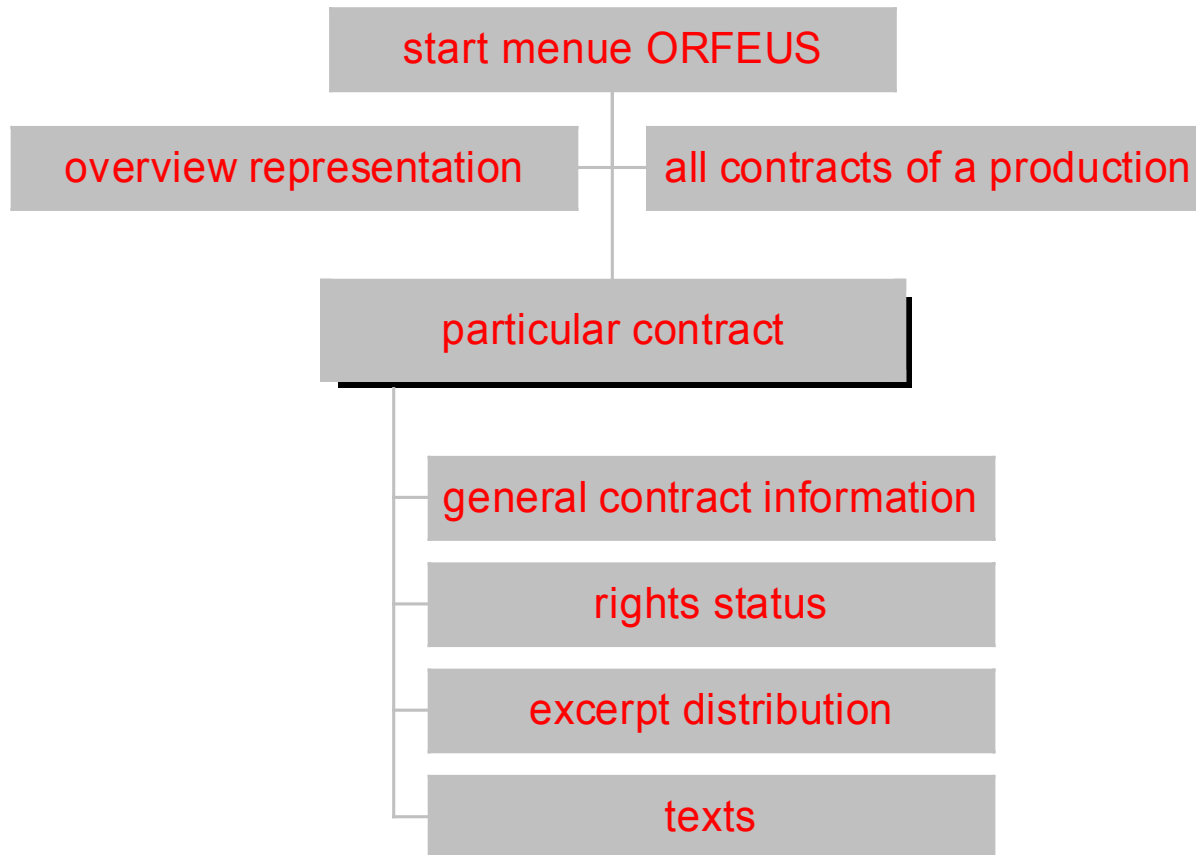 start menue ORFEUS
overview representation
all contracts of a production
particular contract
general contract information
rights status
excerpt distribution
texts